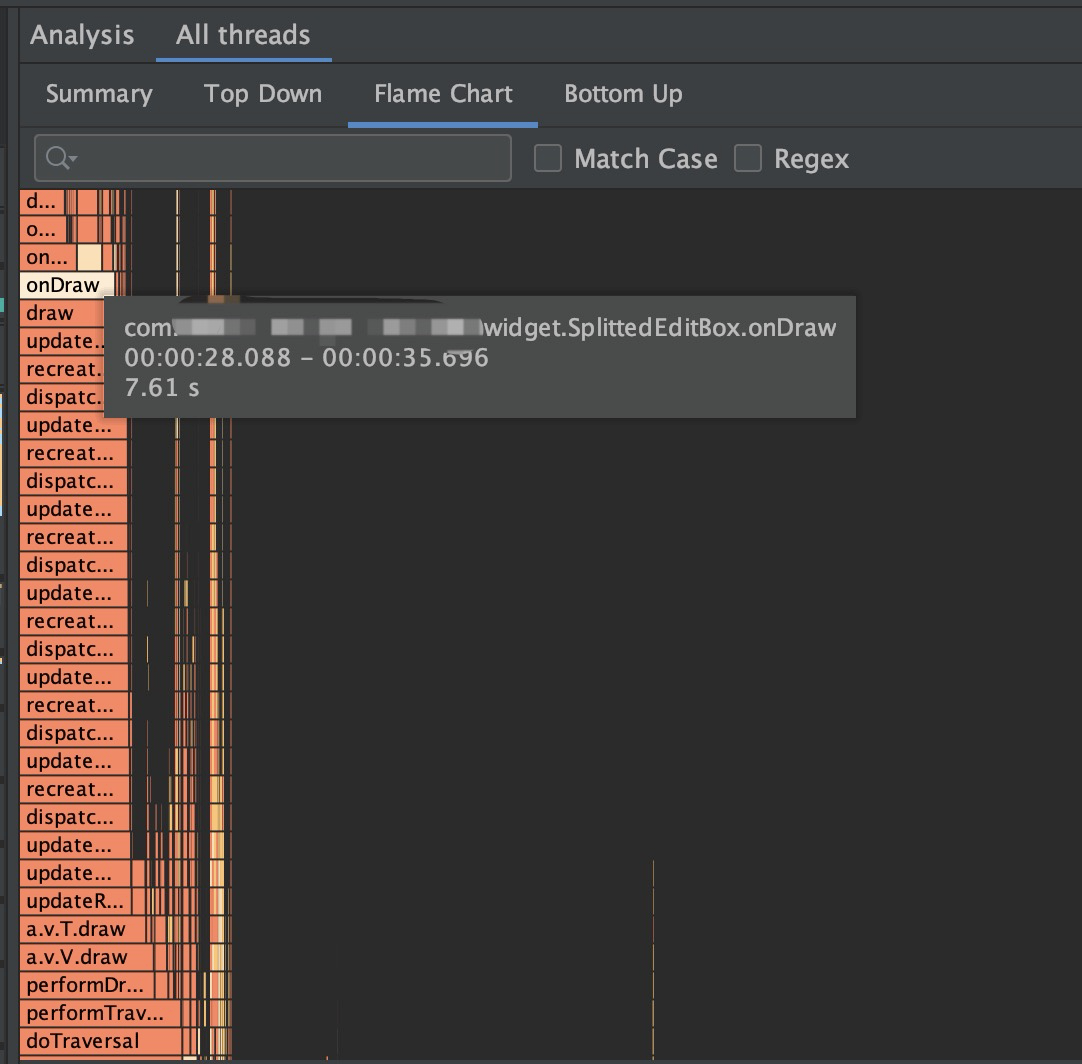 Analysis All threads
Summary Top Down Flame Chart Bottom Up
Match Case Regex
d...
o...
on...
onDraw
draw
update..
recreat..
dispatc..
update...
recreat...
dispatc...
update...
recreat...
dispatc...
update...
recreat...
dispatc...
update...
recreat...
dispatc...
update...
recreat...
dispatc...
update...
update...
updateR...
a.v.T.draw
a.v.V.draw
performDr...
performTrav...
doTraversal
com. widget.SplittedEditBox.onDraw
00:00:28.088 – 00:00:35.696
7.61 s